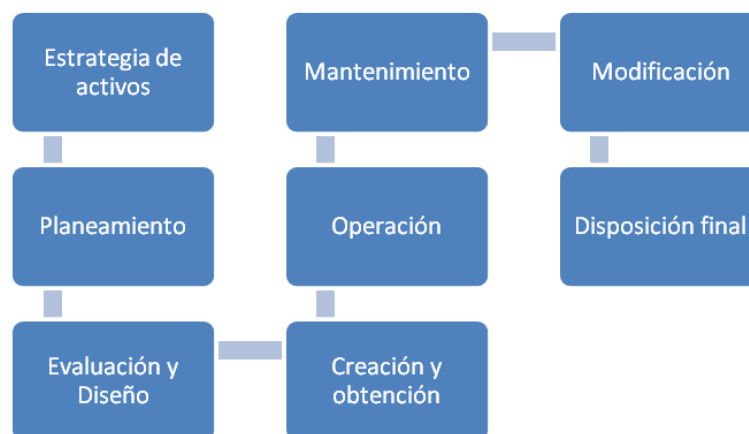 Estrategia de
activos
Planeamiento
Evaluación y
Diseño
Creación y
obtención
Operación
Mantenimiento
Modificación
Disposición final